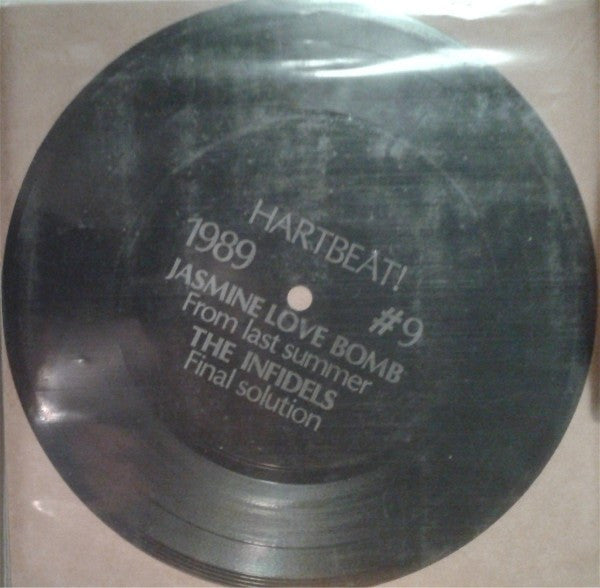 HARTBEAT!
1989 #9
JASMINE LOVE BOMB
From last summer
THE INFIDELS
Final solution